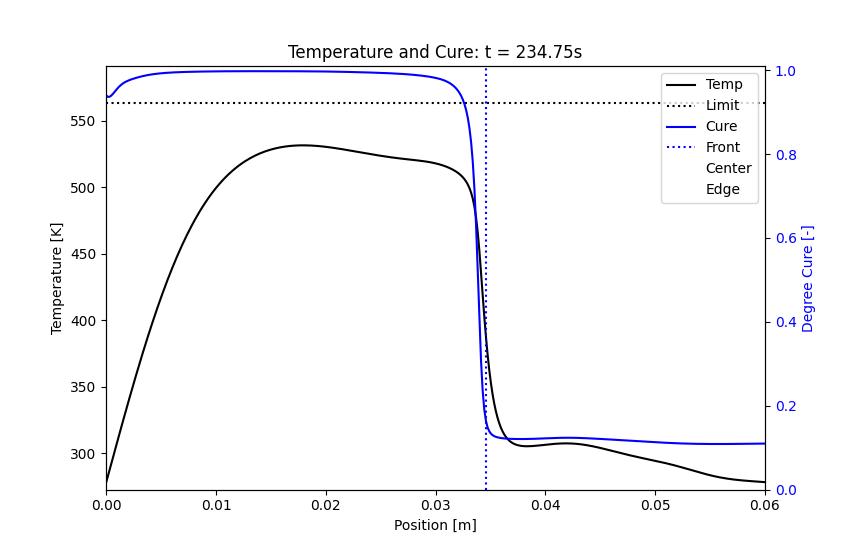 Temperature and Cure: t = 234.75s
Temp
Limit
Cure
Front
Center
Edge
550
500
450
400
350
300
Temperature [K]
1.0
0.8
0.6
0.4
0.2
0.0
Degree Cure [-]
0.00 0.01 0.02 0.03 0.04 0.05 0.06
Position [m]